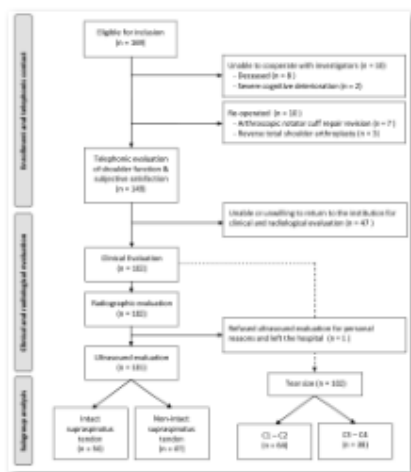 Eligible for inclusion
(n = 169)
Unable to cooperate with investigators (n = 10)
- Deceased (n = 8)
- Severe cognitive deterioration (n = 2)
Re-operated (n = 10)
- Arthroscopic rotator cuff repair revision (n = 7)
- Reverse total shoulder arthroplasty (n = 3)
Enrollment and telephonic contact
Telephonic evaluation
of shoulder function &
subjective satisfaction
(n = 149)
Unable or unwilling to return to the institution for
clinical and radiological evaluation (n = 47)
Clinical and radiological evaluation
Clinical Evaluation
(n = 102)
Radiographic evaluation
(n = 102)
Refused ultrasound evaluation for personal
reasons and left the hospital (n = 1)
Ultrasound evaluation
(n = 101)
Tear size (n = 102)
Subgroup analysis
Intact
supraspinatus
tendon
Non-intact
supraspinatus
tendon
C1 – C2
C3 – C4